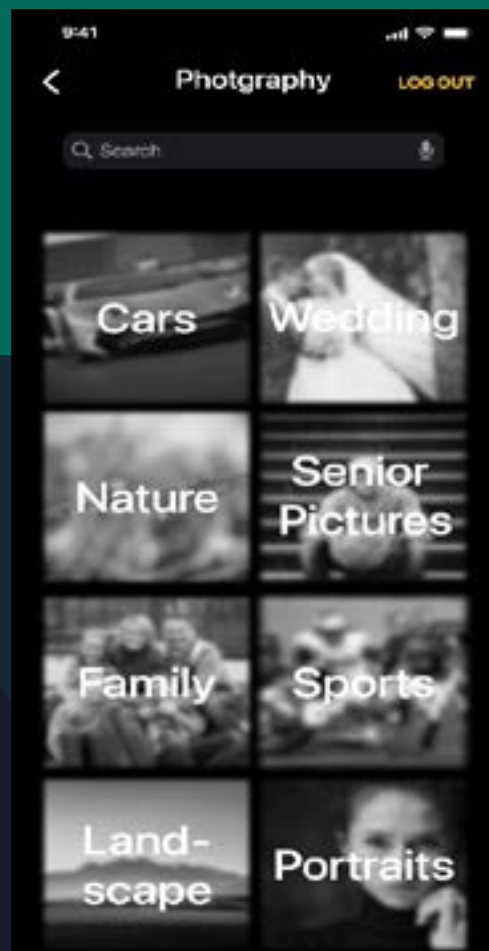 9:41
Photgraphy
LOG OUT
Search
Cars
Wedding
Nature
Senior
Pictures
Family
Sports
Land-
scape
Portraits